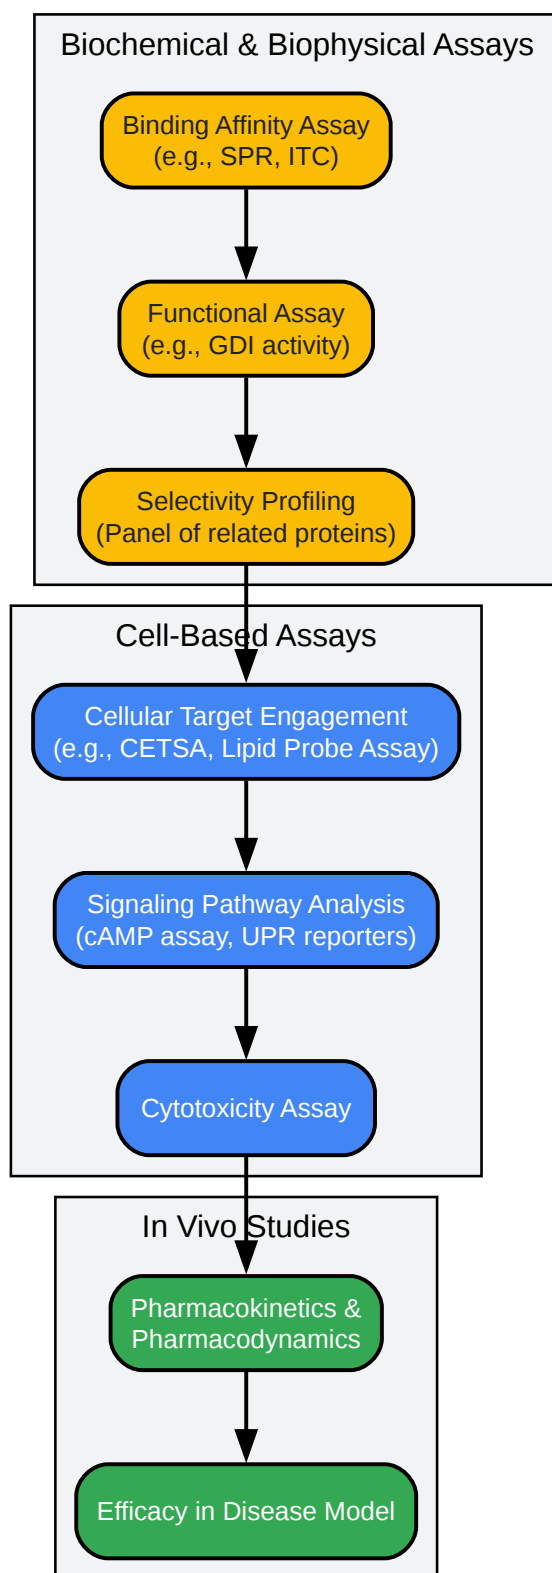 Biochemical & Biophysical Assays
Binding Affinity Assay
(e.g., SPR, ITC)
Functional Assay
(e.g., GDI activity)
Selectivity Profiling
(Panel of related proteins)
Cell-Based Assays
Cellular Target Engagement
(e.g., CETSA, Lipid Probe Assay)
Signaling Pathway Analysis
(cAMP assay, UPR reporters)
Cytotoxicity Assay
In Vivo Studies
Pharmacokinetics &
Pharmacodynamics
Efficacy in Disease Model